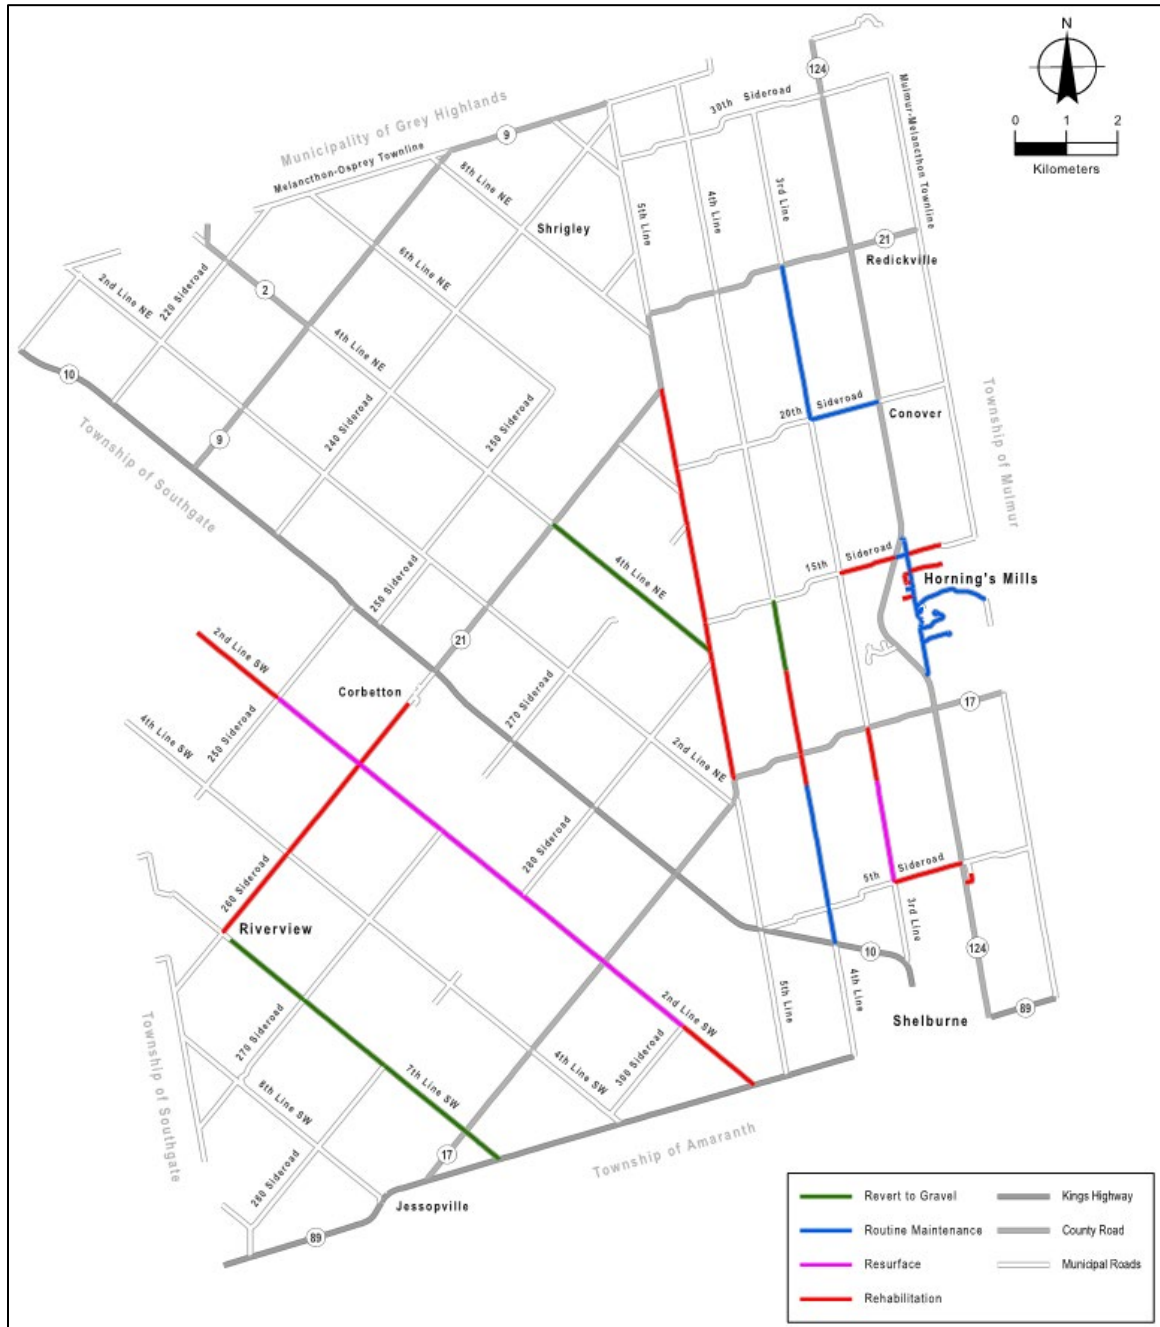 N
124
30th Sideroad
Mulmur-Melancthon Townline
0 1 2
Kilometers
Municipality of Grey Highlands
9
Melancthon-Osprey Townline
8th Line NE
3rd Line
4th Line
5th Line
Shrigley
21
Redickville
6th Line NE
220 Sideroad
2
2nd Line NE
4th Line NE
10
Township of Southgate
9
240 Sideroad
250 Sideroad
20th Sideroad
Conover
Township of Mulmur
15th Sideroad
Horning's Mills
4th Line NE
250 Sideroad
21
2nd Line SW
Corbetton
270 Sideroad
17
4th Line SW
250 Sideroad
2nd Line NE
280 Sideroad
5th Sideroad
260 Sideroad
Riverview
3rd Line
10
124
4th Line
5th Line
2nd Line SW
Shelburne
89
Township of Southgate
270 Sideroad
300 Sideroad
4th Line SW
7th Line SW
8th Line SW
17
Township of Amaranth
280 Sideroad
Jessopville
89
Revert to Gravel
Kings Highway
Routine Maintenance
County Road
Resurface
Municipal Roads
Rehabilitation